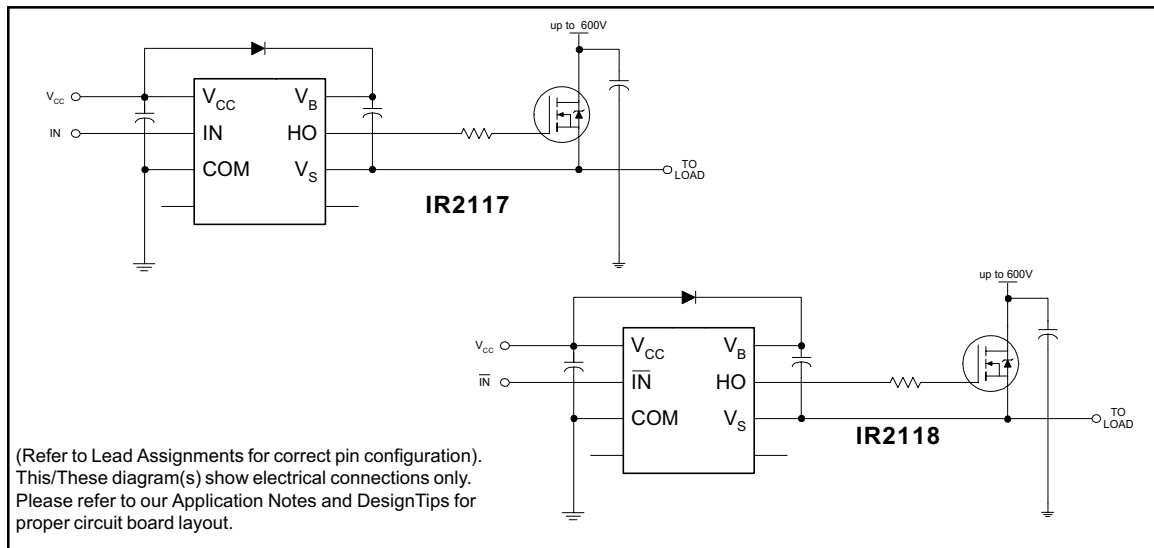 up to 600V
V_CC
V_CC
V_B
IN
IN
HO
COM
V_S
TO
LOAD
IR2117
up to 600V
V_CC
V_CC
V_B
I̅N̅
I̅N̅
HO
COM
V_S
TO
LOAD
IR2118
(Refer to Lead Assignments for correct pin configuration).
This/These diagram(s) show electrical connections only.
Please refer to our Application Notes and DesignTips for
proper circuit board layout.